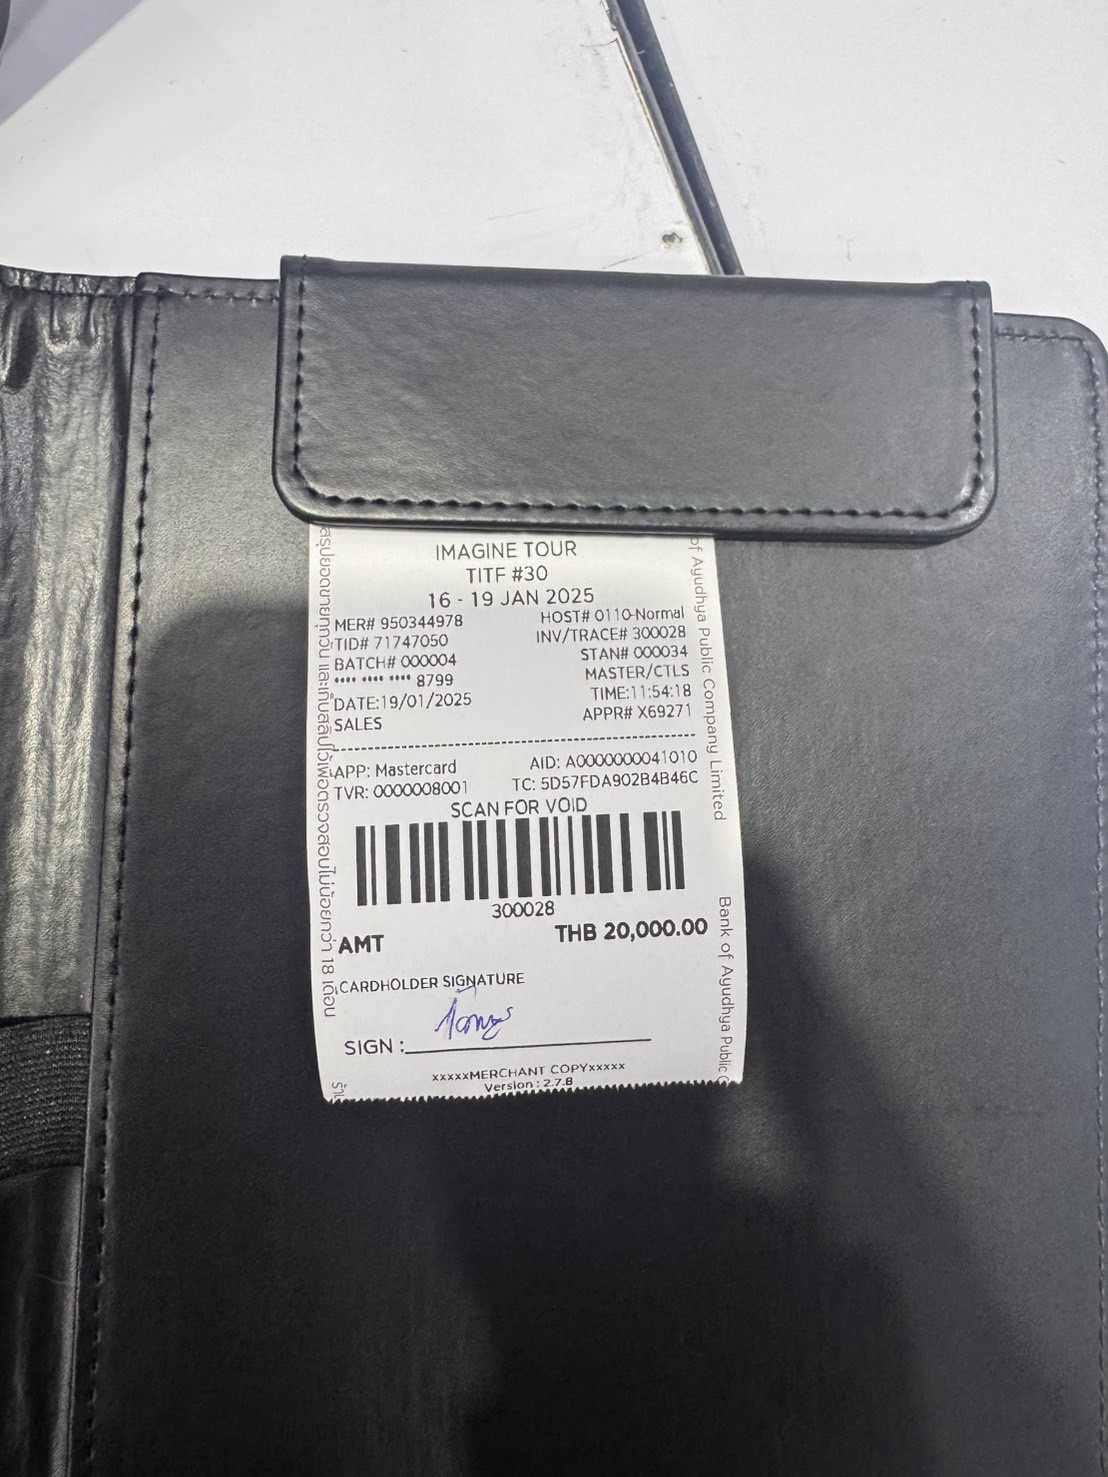 IMAGINE TOUR
TITF #30
16 - 19 JAN 2025
MER# 950344978 HOST# 0110-Normal
TID# 71747050 INV/TRACE# 300028
BATCH# 000004 STAN# 000034
**** **** **** 8799 MASTER/CTLS
DATE:19/01/2025 TIME:11:54:18
SALES APPR# X69271
APP: Mastercard AID: A0000000041010
TVR: 0000008001 TC: 5D57FDA902B4B46C
SCAN FOR VOID
300028
AMT THB 20,000.00
CARDHOLDER SIGNATURE
SIGN :
xxxxxMERCHANT COPYxxxxx
Version : 2.7.8
of Ayudhya Public Company Limited
Bank of Ayudhya Public